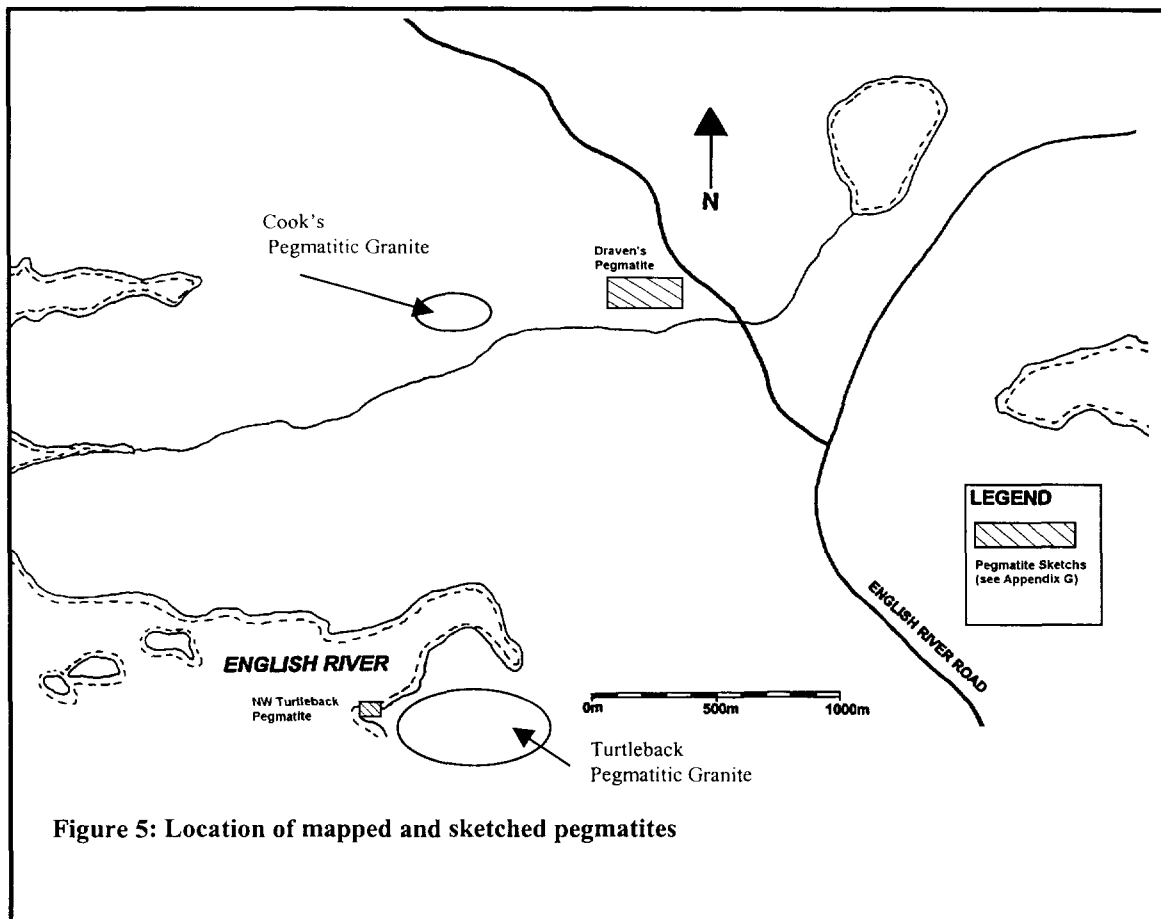 N
Cook's
Pegmatitic Granite
Draven's
Pegmatite
LEGEND
Pegmatite Sketchs
(see Appendix G)
ENGLISH RIVER ROAD
ENGLISH RIVER
NW Turtleback
Pegmatite
0m 500m 1000m
Turtleback
Pegmatitic Granite
Figure 5: Location of mapped and sketched pegmatites